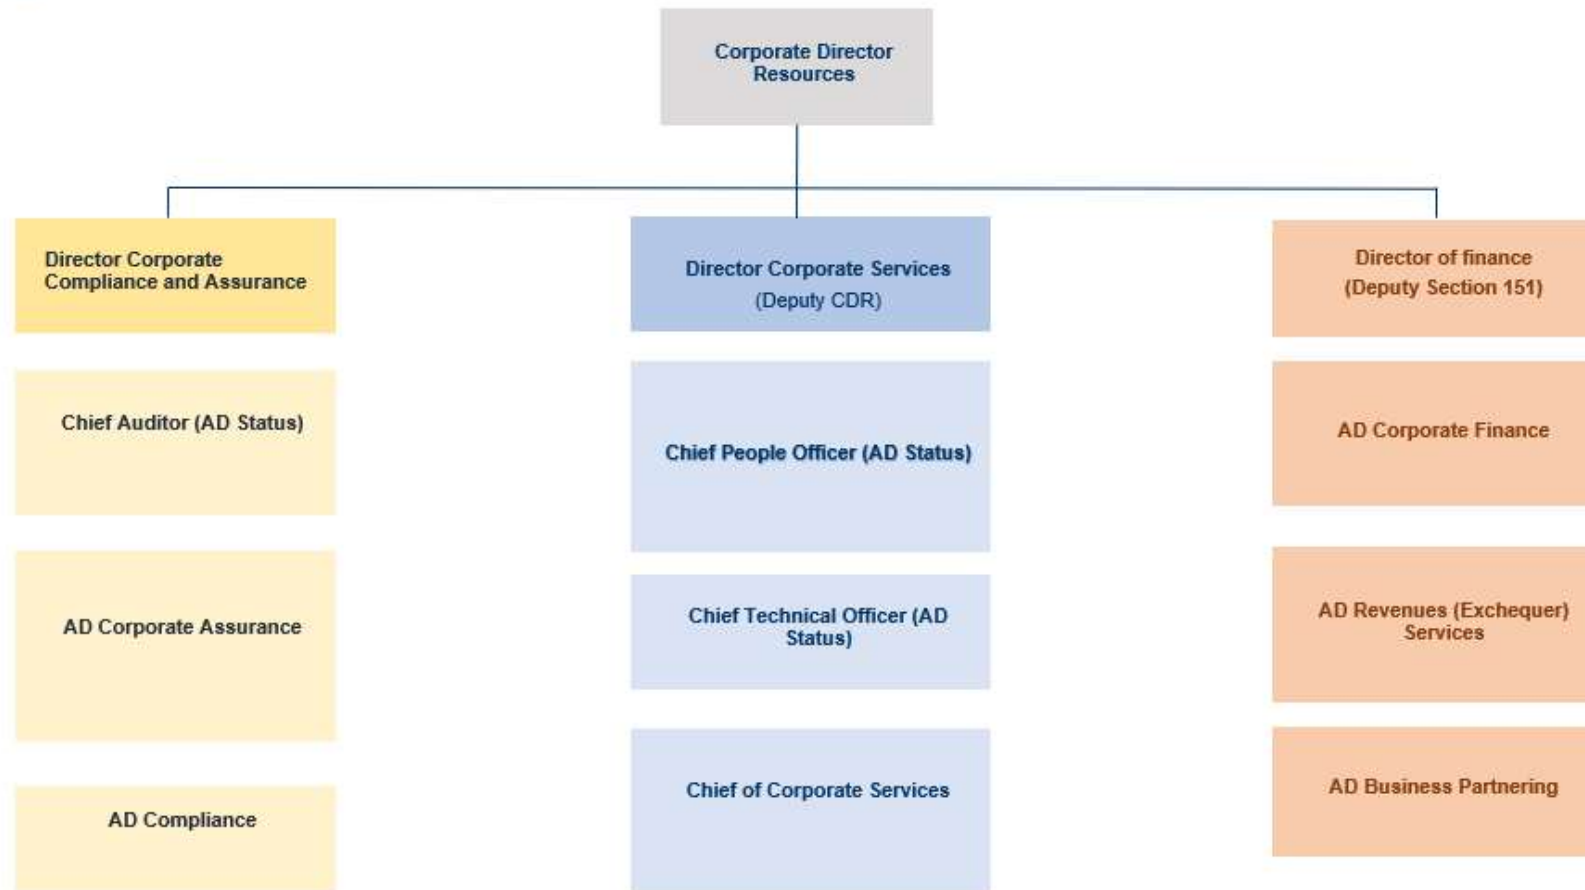 Corporate Director
Resources
Director Corporate
Compliance and Assurance
Chief Auditor (AD Status)
AD Corporate Assurance
AD Compliance
Director Corporate Services
(Deputy CDR)
Chief People Officer (AD Status)
Chief Technical Officer (AD
Status)
Chief of Corporate Services
Director of finance
(Deputy Section 151)
AD Corporate Finance
AD Revenues (Exchequer)
Services
AD Business Partnering